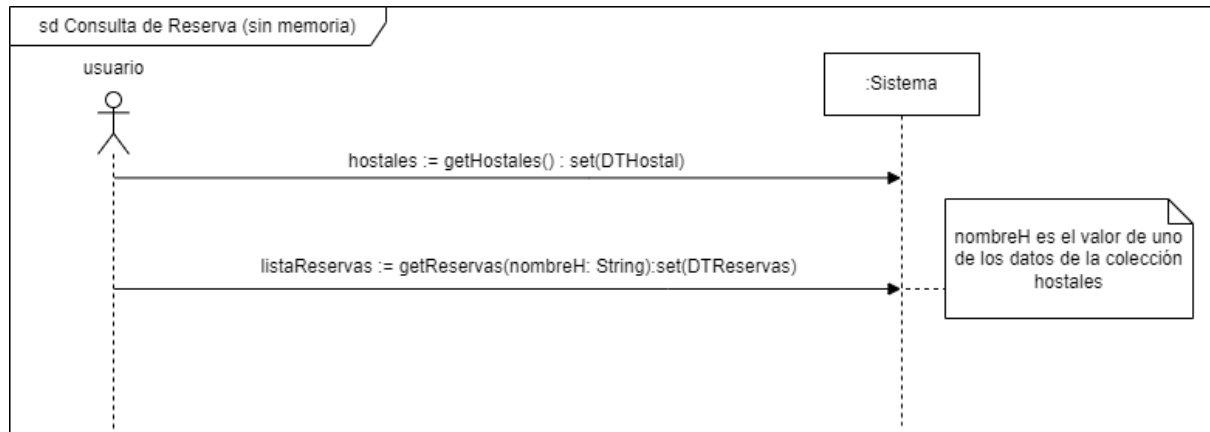 sd Consulta de Reserva (sin memoria)
usuario
:Sistema
hostales := getHostales() : set(DTHostal)
nombreH es el valor de uno
de los datos de la colección
hostales
listaReservas := getReservas(nombreH: String):set(DTReservas)